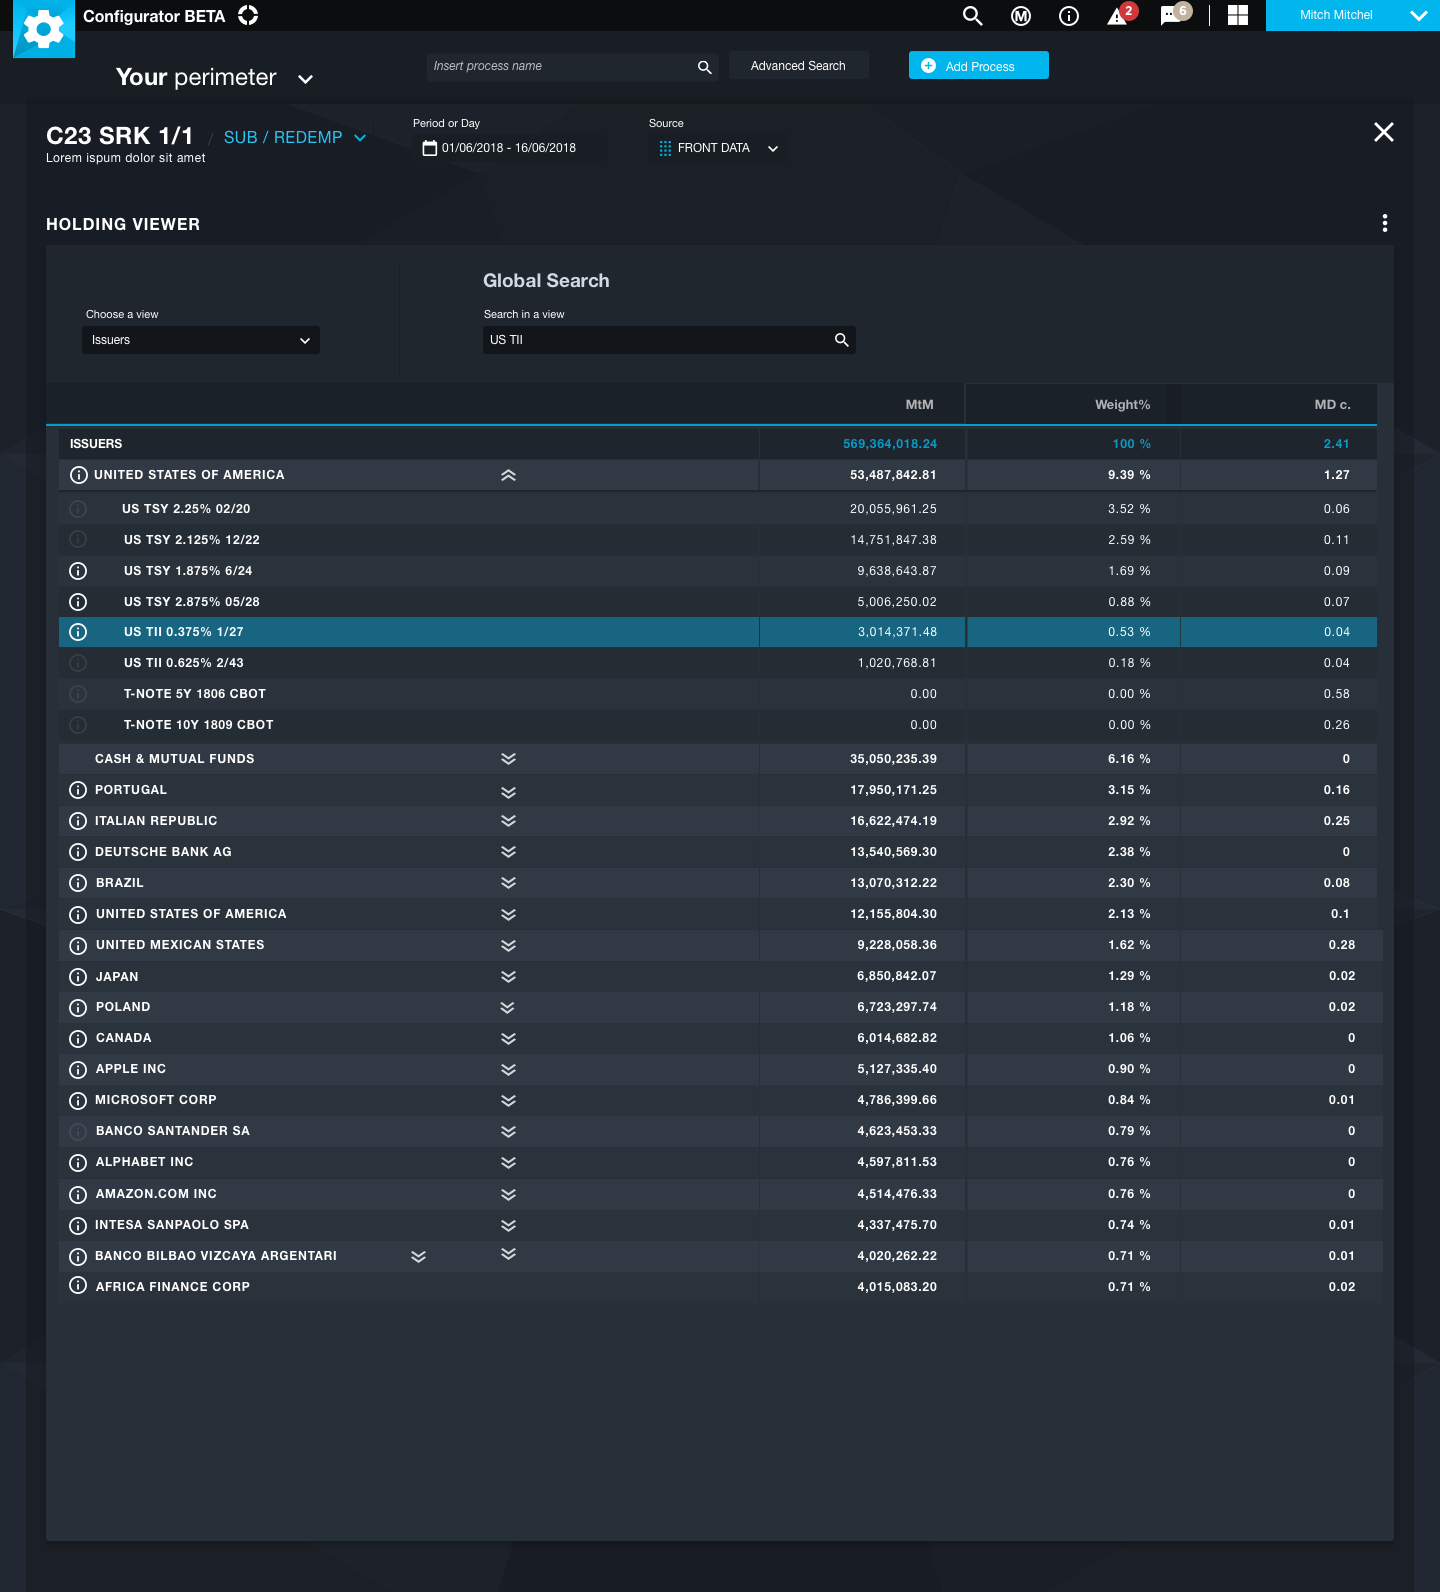 Configurator BETA
2
6
Mitch Mitchel
Your perimeter
Insert process name
Advanced Search
Add Process
C23 SRK 1/1 / SUB / REDEMP
Lorem ispum dolor sit amet
Period or Day
01/06/2018 - 16/06/2018
Source
FRONT DATA
HOLDING VIEWER
Global Search
Choose a view
Issuers
Search in a view
US TII
MtM Weight% MD c.
ISSUERS 569,364,018.24 100 % 2.41
UNITED STATES OF AMERICA 53,487,842.81 9.39 % 1.27
US TSY 2.25% 02/20 20,055,961.25 3.52 % 0.06
US TSY 2.125% 12/22 14,751,847.38 2.59 % 0.11
US TSY 1.875% 6/24 9,638,643.87 1.69 % 0.09
US TSY 2.875% 05/28 5,006,250.02 0.88 % 0.07
US TII 0.375% 1/27 3,014,371.48 0.53 % 0.04
US TII 0.625% 2/43 1,020,768.81 0.18 % 0.04
T-NOTE 5Y 1806 CBOT 0.00 0.00 % 0.58
T-NOTE 10Y 1809 CBOT 0.00 0.00 % 0.26
CASH & MUTUAL FUNDS 35,050,235.39 6.16 % 0
PORTUGAL 17,950,171.25 3.15 % 0.16
ITALIAN REPUBLIC 16,622,474.19 2.92 % 0.25
DEUTSCHE BANK AG 13,540,569.30 2.38 % 0
BRAZIL 13,070,312.22 2.30 % 0.08
UNITED STATES OF AMERICA 12,155,804.30 2.13 % 0.1
UNITED MEXICAN STATES 9,228,058.36 1.62 % 0.28
JAPAN 6,850,842.07 1.29 % 0.02
POLAND 6,723,297.74 1.18 % 0.02
CANADA 6,014,682.82 1.06 % 0
APPLE INC 5,127,335.40 0.90 % 0
MICROSOFT CORP 4,786,399.66 0.84 % 0.01
BANCO SANTANDER SA 4,623,453.33 0.79 % 0
ALPHABET INC 4,597,811.53 0.76 % 0
AMAZON.COM INC 4,514,476.33 0.76 % 0
INTESA SANPAOLO SPA 4,337,475.70 0.74 % 0.01
BANCO BILBAO VIZCAYA ARGENTARI 4,020,262.22 0.71 % 0.01
AFRICA FINANCE CORP 4,015,083.20 0.71 % 0.02